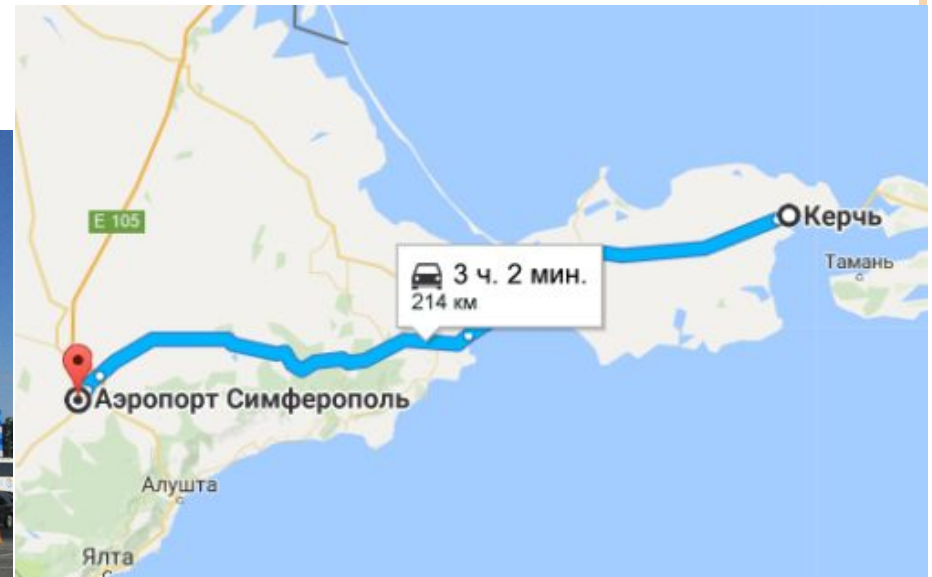 E 105
Керчь
3 ч. 2 мин.
214 км
Тамань
Аэропорт Симферополь
Алушта
Ялта